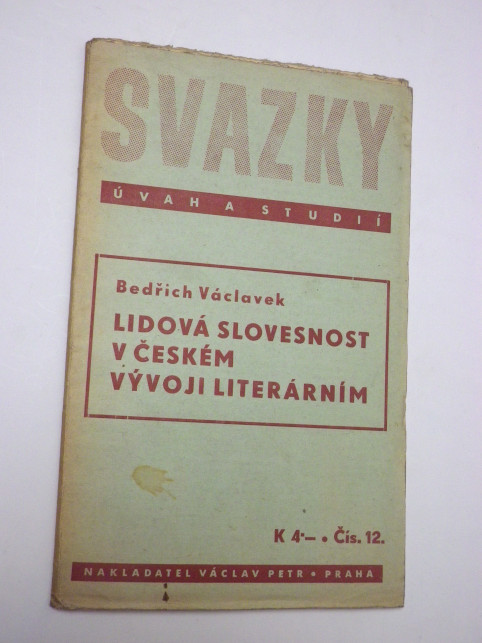 SVAZKY
ÚVAH A STUDIÍ
Bedřich Václavek
LIDOVÁ SLOVESNOST
V ČESKÉM
VÝVOJI LITERÁRNÍM
K 4·— • Čís. 12.
NAKLADATEL VÁCLAV PETR • PRAHA